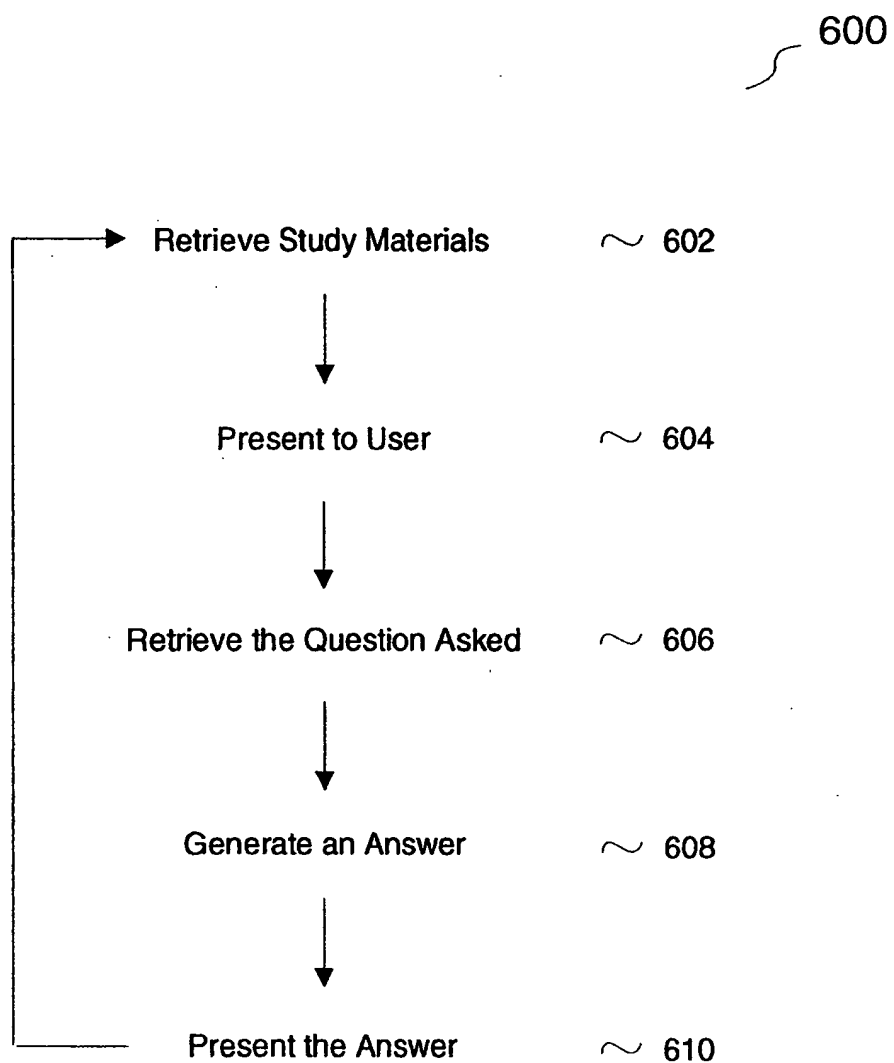 600
Retrieve Study Materials 602
Present to User 604
Retrieve the Question Asked 606
Generate an Answer 608
Present the Answer 610